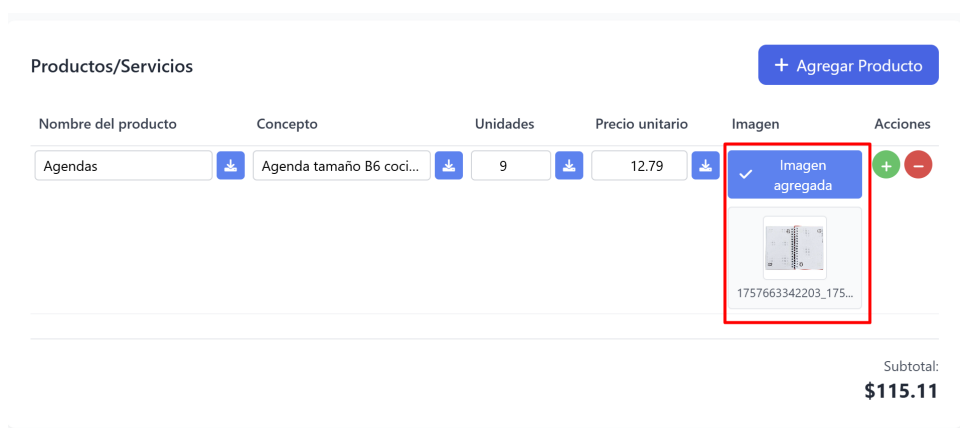 Productos/Servicios
+ Agregar Producto
Nombre del producto Concepto Unidades Precio unitario Imagen Acciones
Agendas Agenda tamaño B6 coci... 9 12.79 Imagen agregada + −
1757663342203_175...
Subtotal:
$115.11